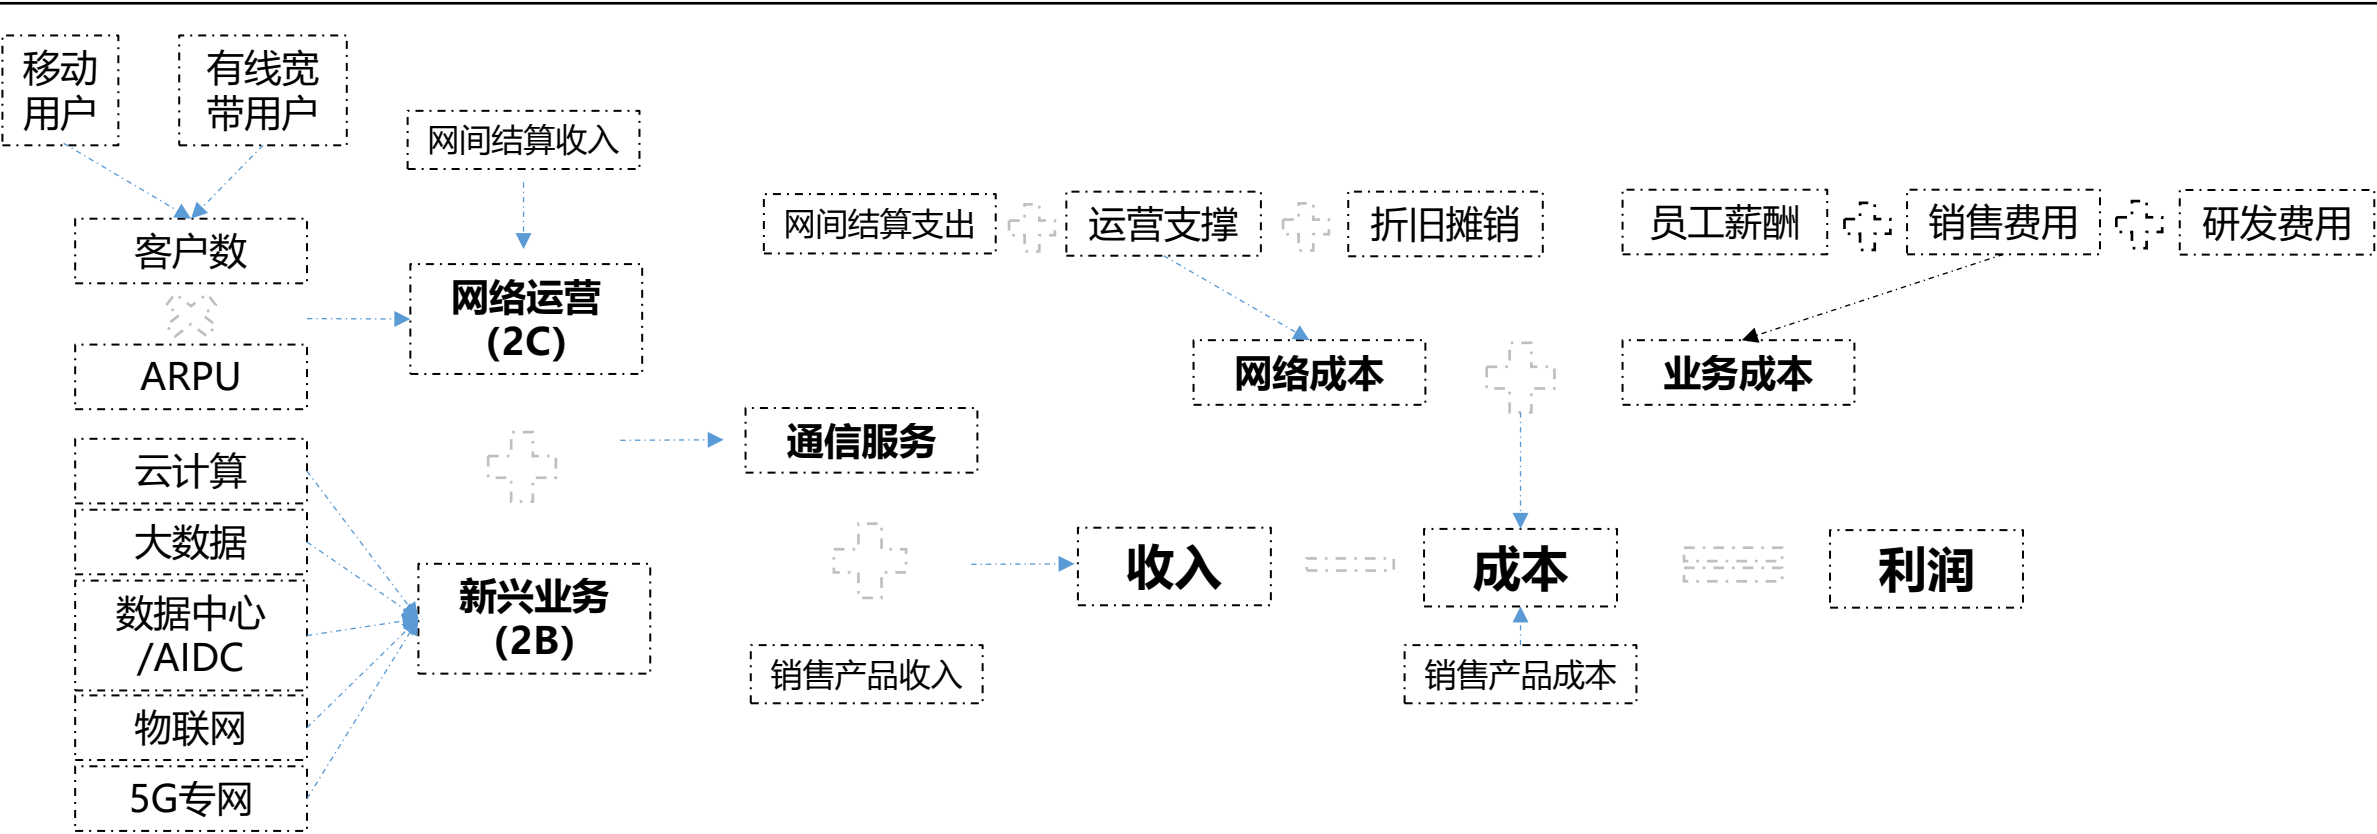 移动
用户
有线宽
带用户
网间结算收入
客户数
网络运营
(2C)
ARPU
网间结算支出
运营支撑
折旧摊销
员工薪酬
销售费用
研发费用
网络成本
业务成本
通信服务
云计算
大数据
数据中心
/AIDC
物联网
5G专网
新兴业务
(2B)
收入
成本
利润
销售产品收入
销售产品成本